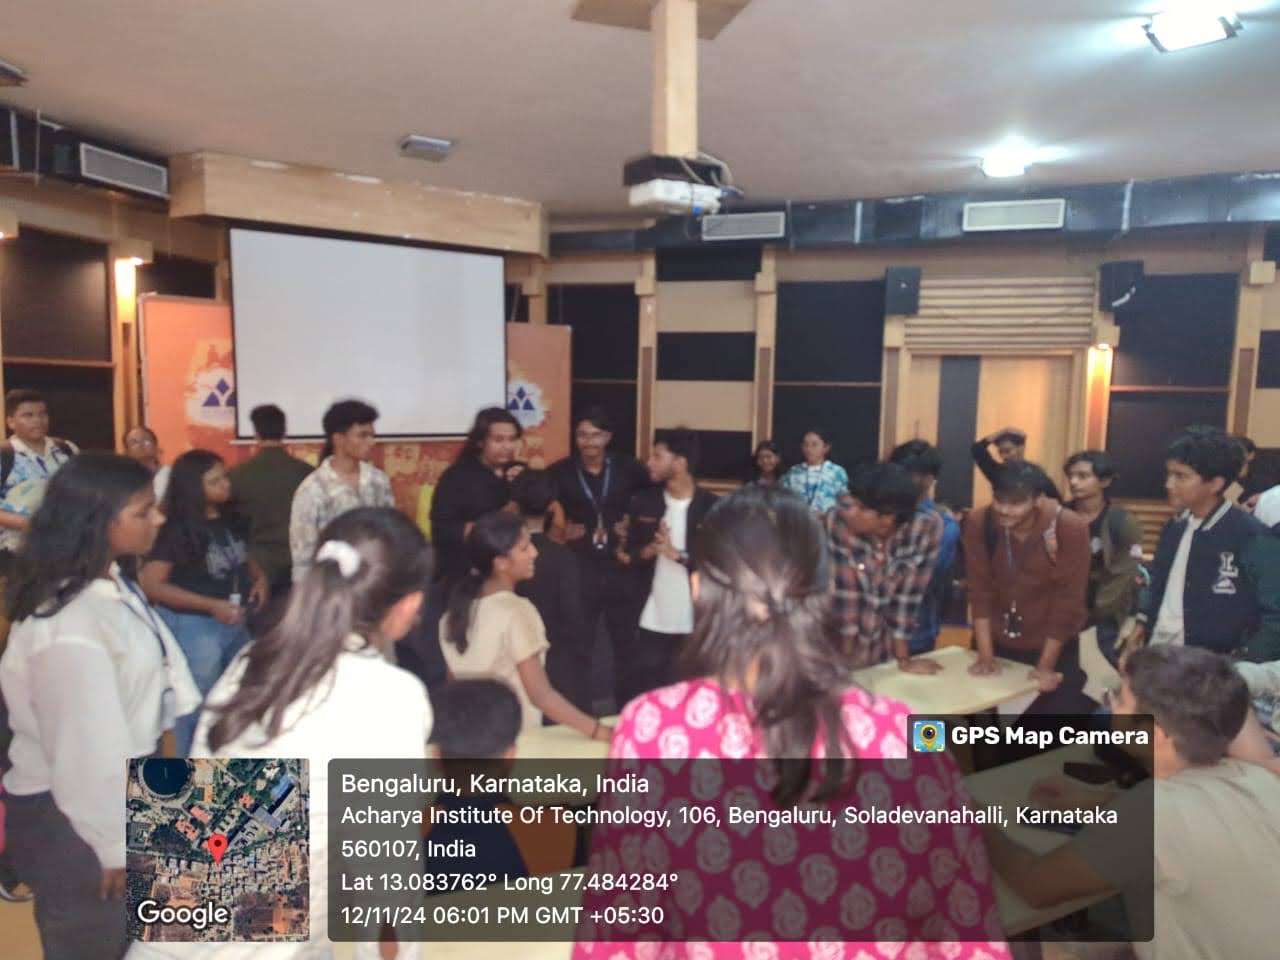 GPS Map Camera
Bengaluru, Karnataka, India
Acharya Institute Of Technology, 106, Bengaluru, Soladevanahalli, Karnataka
560107, India
Lat 13.083762° Long 77.484284°
12/11/24 06:01 PM GMT +05:30
Google
L